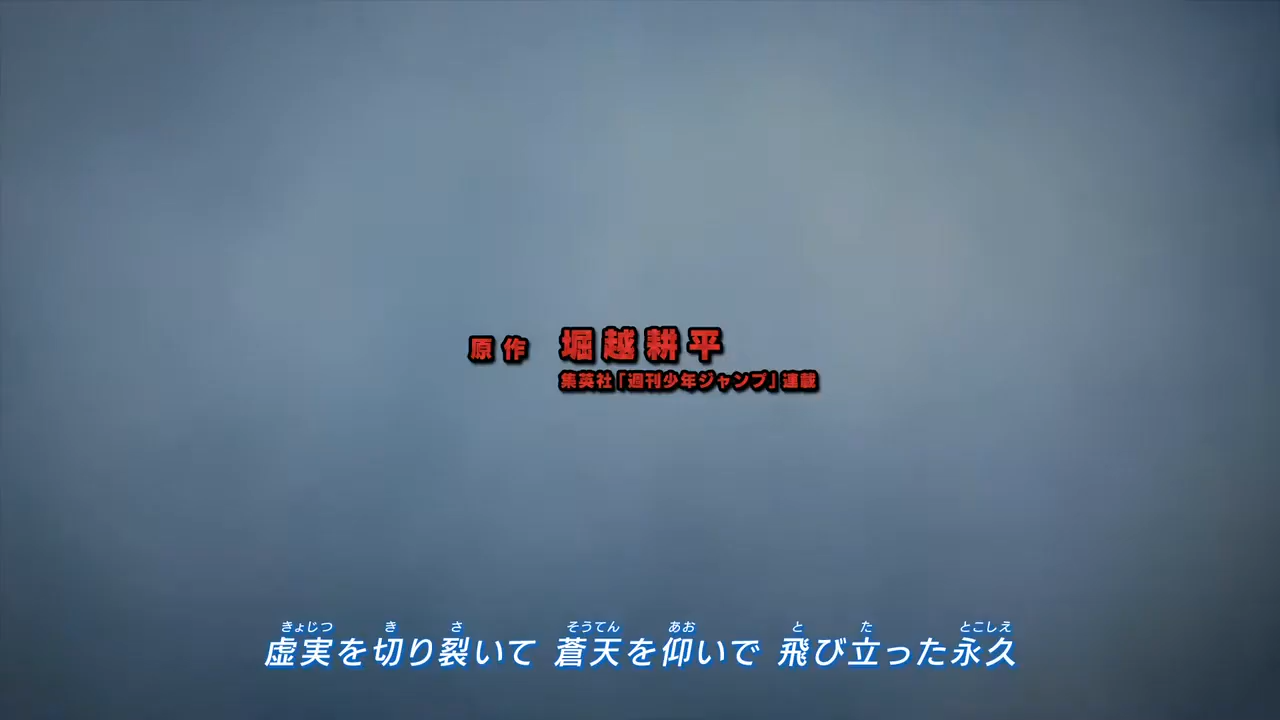 原作 堀越耕平
集英社「週刊少年ジャンプ」連載
きょじつ き さ そうてん あお と た とこしえ
虚実を切り裂いて 蒼天を仰いで 飛び立った永久